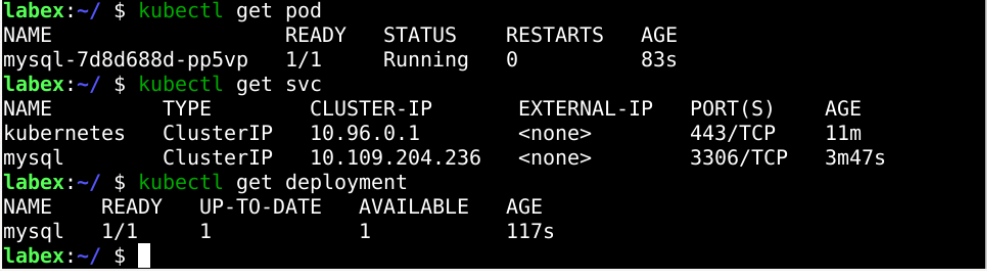 labex:~/ $ kubectl get pod
NAME                   READY   STATUS    RESTARTS   AGE
mysql-7d8d688d-pp5vp   1/1     Running   0          83s
labex:~/ $ kubectl get svc
NAME         TYPE        CLUSTER-IP       EXTERNAL-IP   PORT(S)    AGE
kubernetes   ClusterIP   10.96.0.1        <none>        443/TCP    11m
mysql        ClusterIP   10.109.204.236   <none>        3306/TCP   3m47s
labex:~/ $ kubectl get deployment
NAME    READY   UP-TO-DATE   AVAILABLE   AGE
mysql   1/1     1            1           117s
labex:~/ $